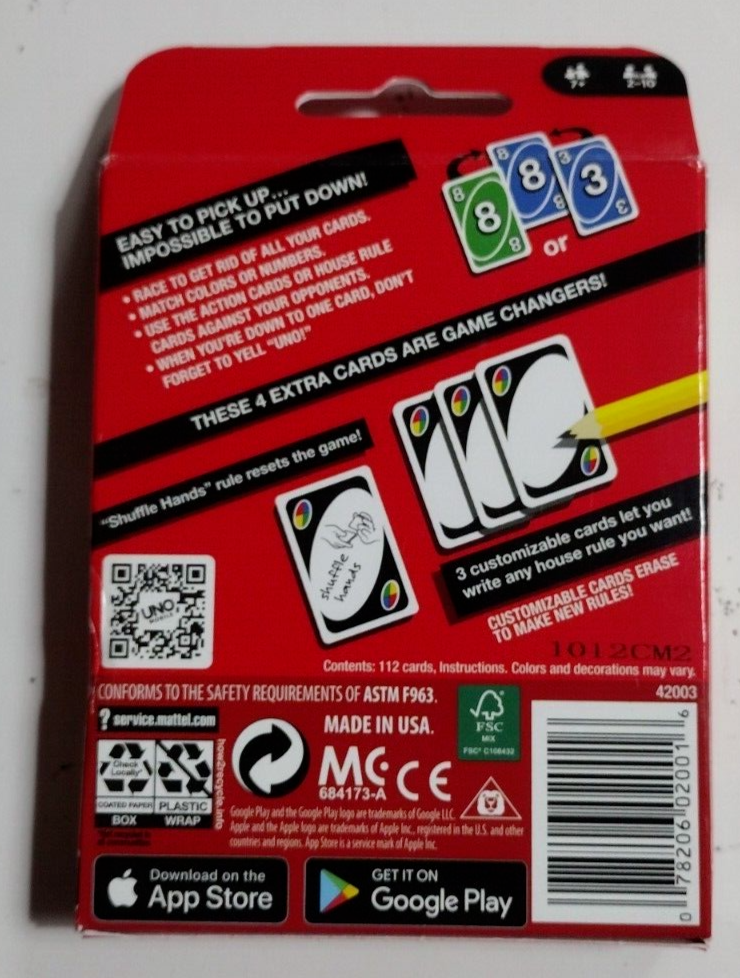 7+
2-10
EASY TO PICK UP...
IMPOSSIBLE TO PUT DOWN!
• RACE TO GET RID OF ALL YOUR CARDS.
• MATCH COLORS OR NUMBERS.
• USE THE ACTION CARDS OR HOUSE RULE
CARDS AGAINST YOUR OPPONENTS.
• WHEN YOU'RE DOWN TO ONE CARD, DON'T
FORGET TO YELL "UNO!"
8
8
8
8
8
8
3
3
3
or
THESE 4 EXTRA CARDS ARE GAME CHANGERS!
"Shuffle Hands" rule resets the game!
shuffle
hands
3 customizable cards let you
write any house rule you want!
CUSTOMIZABLE CARDS ERASE
TO MAKE NEW RULES!
UNO
1012CM2
Contents: 112 cards, Instructions. Colors and decorations may vary.
CONFORMS TO THE SAFETY REQUIREMENTS OF ASTM F963.
42003
? service.mattel.com
MADE IN USA.
FSC
MIX
FSC® C108432
Check
Locally*
COATED PAPER
BOX
PLASTIC
WRAP
how2recycle.info
MC CE
684173-A
Google Play and the Google Play logo are trademarks of Google LLC.
Apple and the Apple logo are trademarks of Apple Inc., registered in the U.S. and other
countries and regions. App Store is a service mark of Apple Inc.
Download on the
App Store
GET IT ON
Google Play
0 78206 02001 6